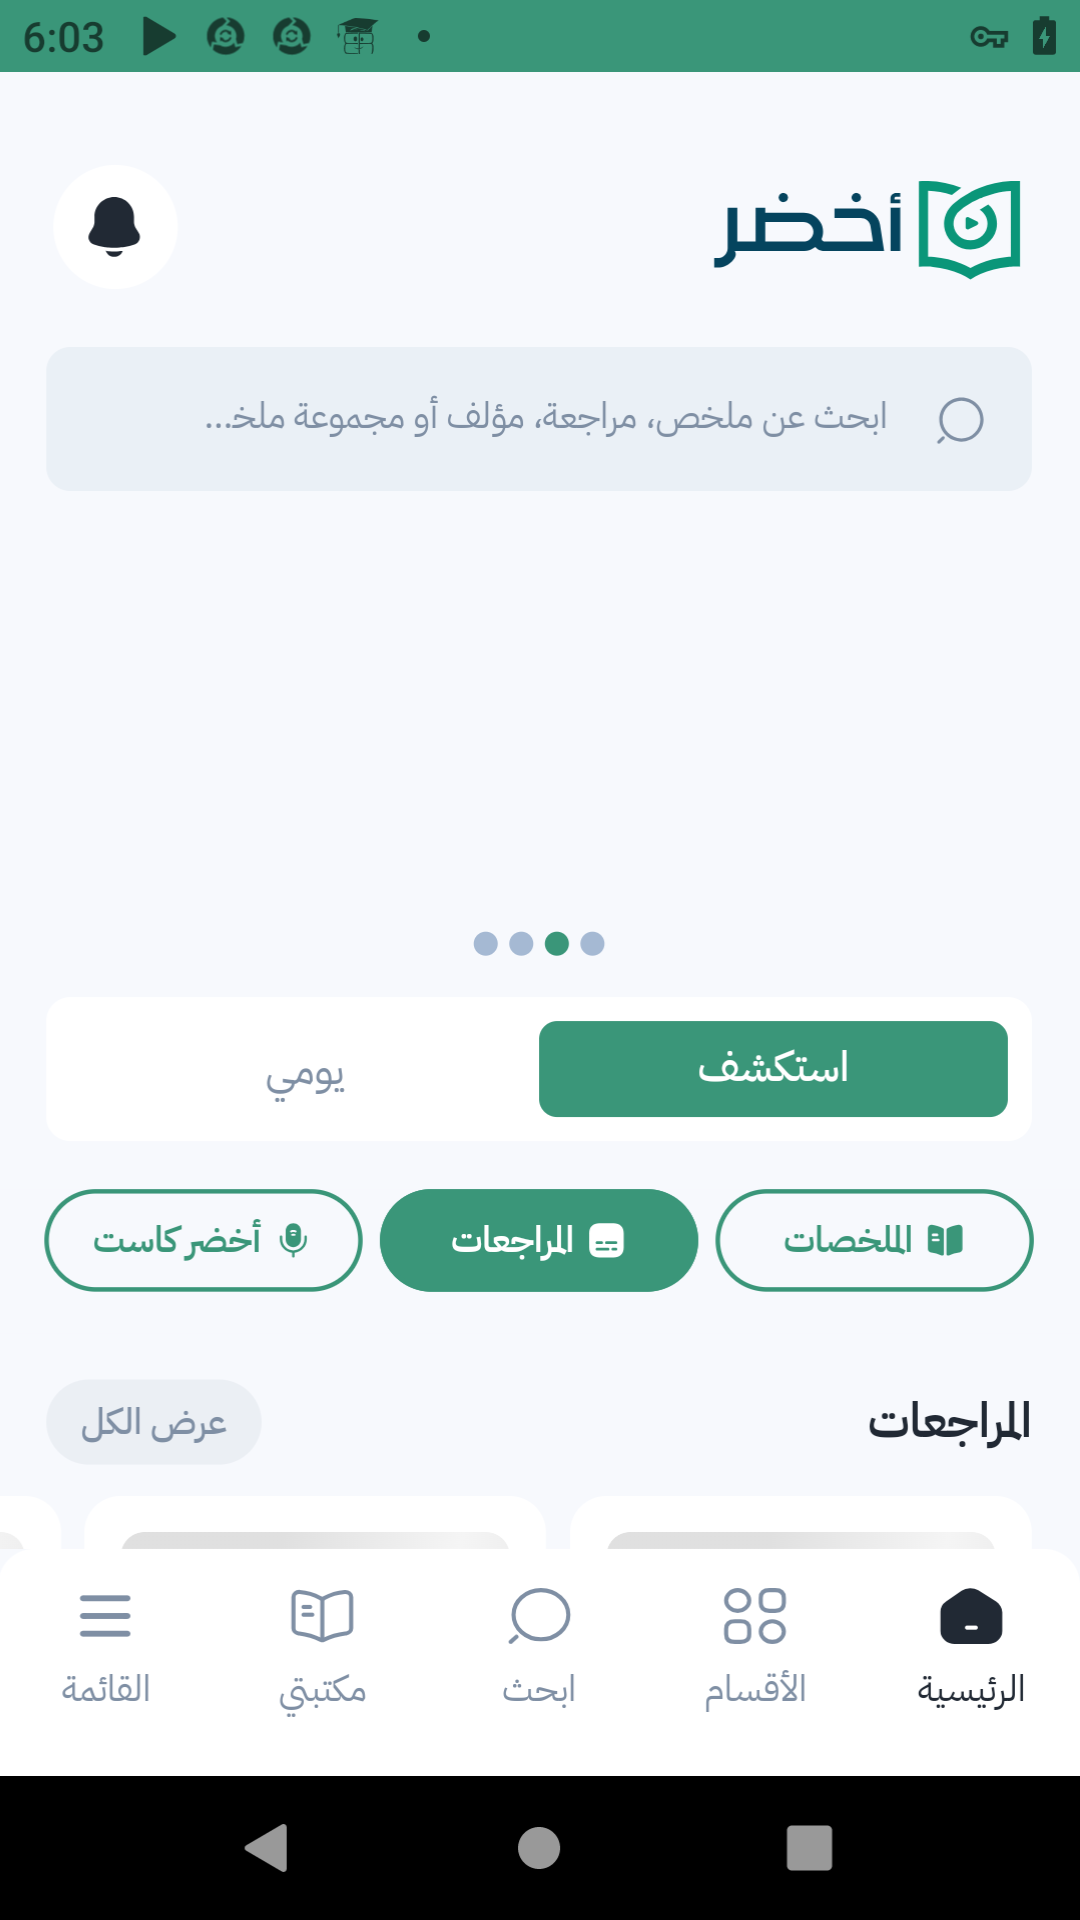 6:03
أخضر
ابحث عن ملخص، مراجعة، مؤلف أو مجموعة ملخـ...
استكشف
يومي
الملخصات
المراجعات
أخضر كاست
المراجعات
عرض الكل
الرئيسية
الأقسام
ابحث
مكتبتي
القائمة